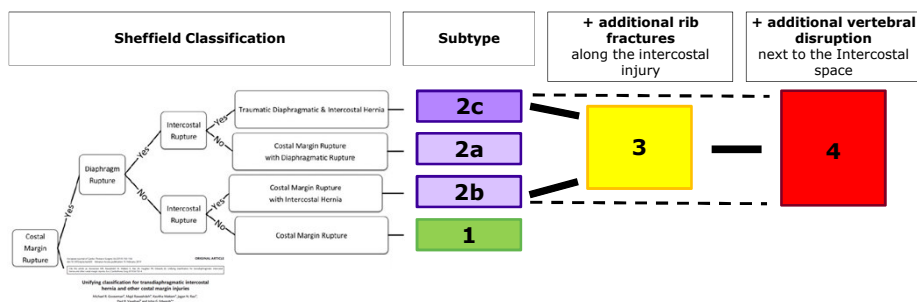 Sheffield Classification
Subtype
+ additional rib
fractures
along the intercostal
injury
+ additional vertebral
disruption
next to the Intercostal
space
Traumatic Diaphragmatic & Intercostal Hernia
2c
Yes
Intercostal
Rupture
No
Costal Margin Rupture
with Diaphragmatic Rupture
2a
3
4
Yes
Diaphragm
Rupture
No
Costal Margin Rupture
with Intercostal Hernia
2b
Yes
Intercostal
Rupture
No
Costal Margin Rupture
1
Yes
Costal
Margin
Rupture
ORIGINAL ARTICLE
Unifying classification for transdiaphragmatic intercostal
hernia and other costal margin injuries